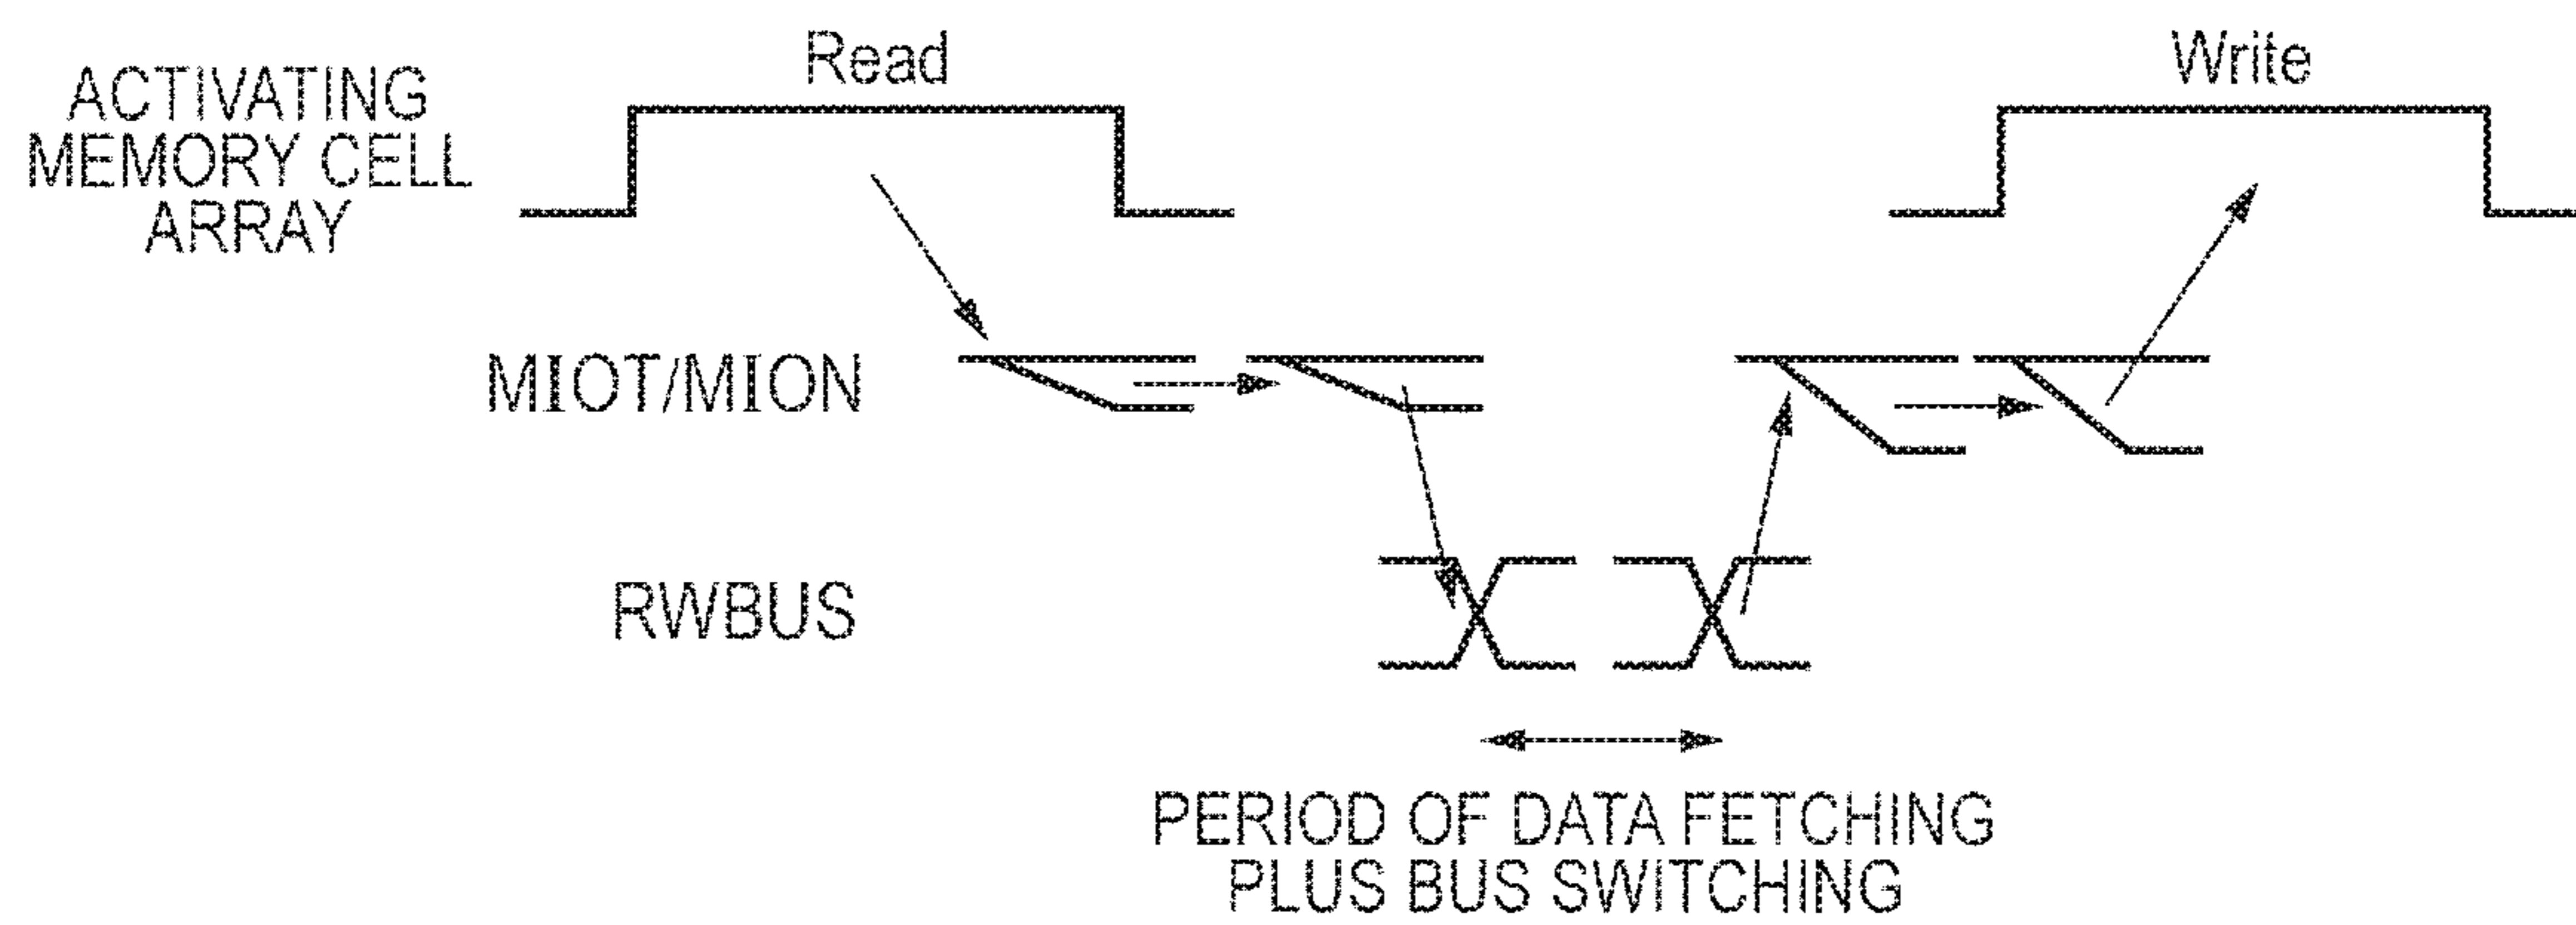 Read
Write
ACTIVATING
MEMORY CELL
ARRAY
MIOT/MION
RWBUS
PERIOD OF DATA FETCHING
PLUS BUS SWITCHING